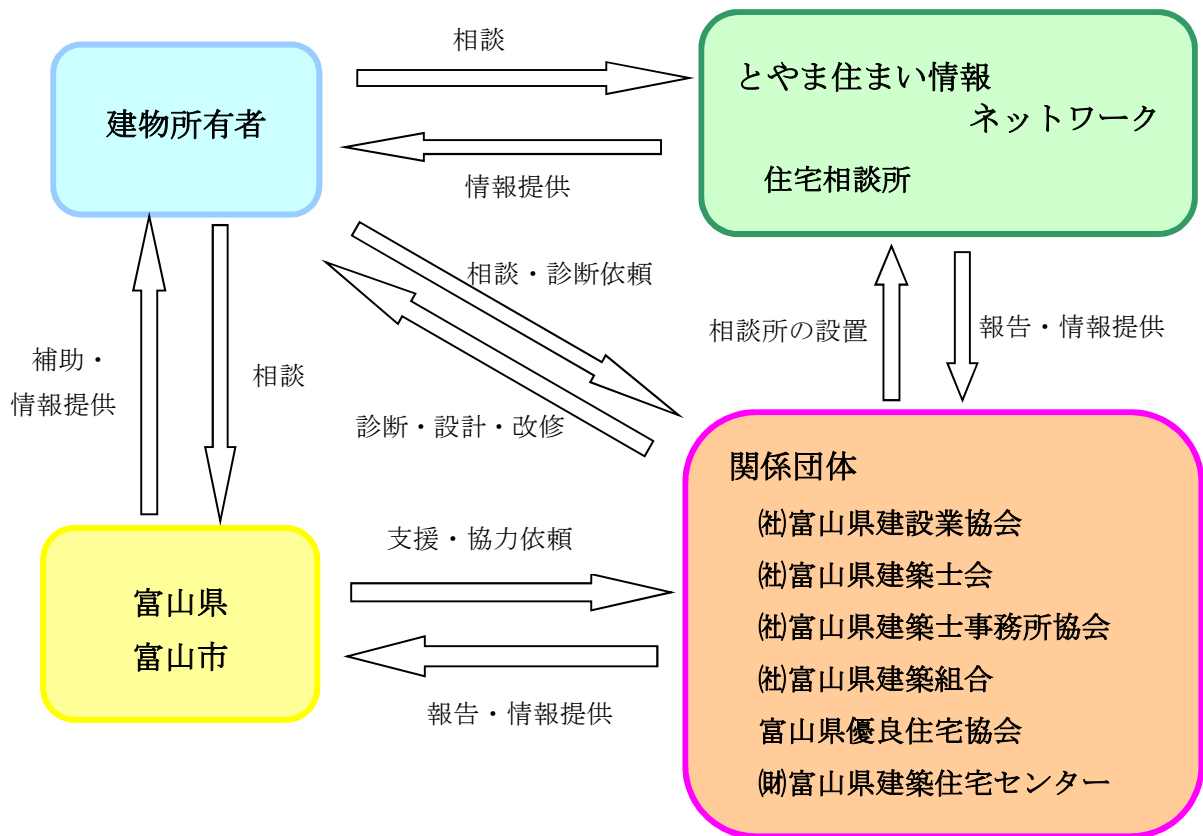 相談
建物所有者
とやま住まい情報
ネットワーク
住宅相談所
情報提供
相談・診断依頼
相談所の設置
報告・情報提供
補助・
情報提供
相談
診断・設計・改修
関係団体
㈳富山県建設業協会
㈳富山県建築士会
㈳富山県建築士事務所協会
㈳富山県建築組合
富山県優良住宅協会
㈶富山県建築住宅センター
支援・協力依頼
富山県
富山市
報告・情報提供